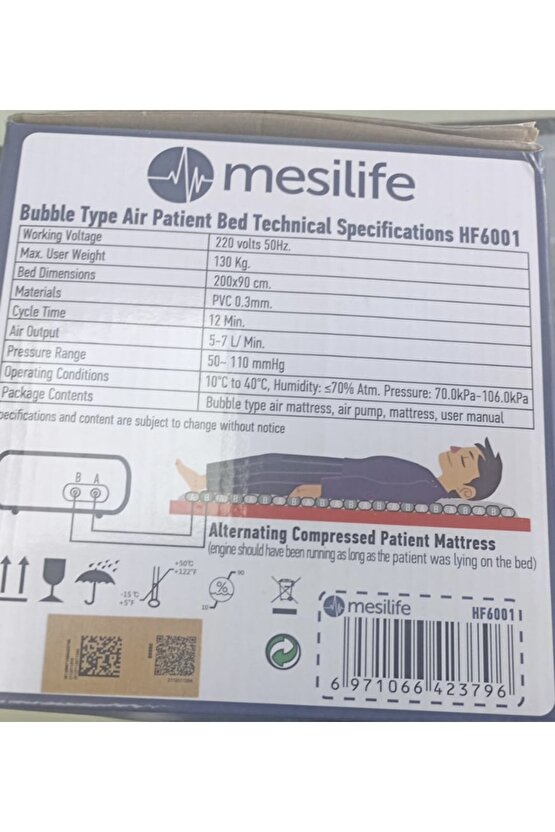 mesilife
Bubble Type Air Patient Bed Technical Specifications HF6001
Working Voltage 220 volts 50Hz.
Max. User Weight 130 Kg.
Bed Dimensions 200x90 cm.
Materials PVC 0.3mm.
Cycle Time 12 Min.
Air Output 5-7 L/ Min.
Pressure Range 50~ 110 mmHg
Operating Conditions 10°C to 40°C, Humidity: ≤70% Atm. Pressure: 70.0kPa-106.0kPa
Package Contents Bubble type air mattress, air pump, mattress, user manual
pecifications and content are subject to change without notice
B A
B A B A B A B A B A B A B A B A
Alternating Compressed Patient Mattress
(engine should have been running as long as the patient was lying on the bed)
+50°C
+122°F
-15°C
+5°F
90
%
10
mesilife HF6001
6 971066 423796